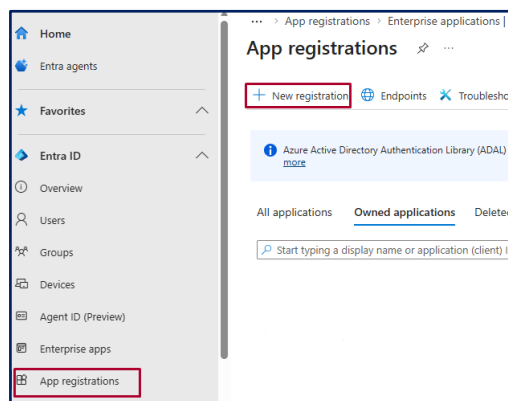 Home
Entra agents
Favorites
Entra ID
Overview
Users
Groups
Devices
Agent ID (Preview)
Enterprise apps
App registrations
··· > App registrations > Enterprise applications |
App registrations ···
+ New registration Endpoints Troublesho
Azure Active Directory Authentication Library (ADAL)
more
All applications Owned applications Deleted
Start typing a display name or application (client) I